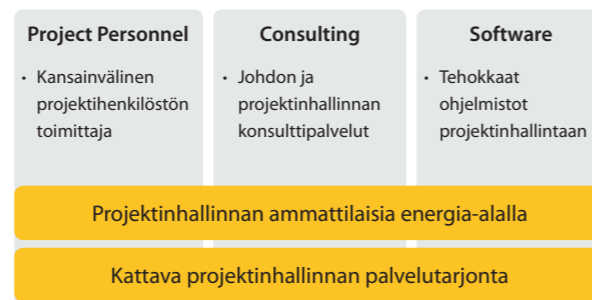 Project Personnel
• Kansainvälinen
projektihenkilöstön
toimittaja
Consulting
• Johdon ja
projektinhallinnan
konsulttipalvelut
Software
• Tehokkaat
ohjelmistot
projektinhallintaan
Projektinhallinnan ammattilaisia energia-alalla
Kattava projektinhallinnan palvelutarjonta